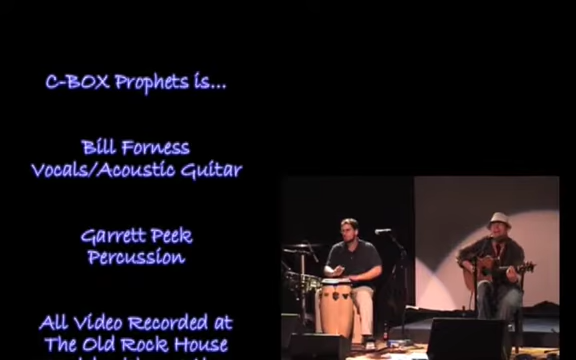 C-BOX Prophets is...
Bill Forness
Vocals/Acoustic Guitar
Garrett Peek
Percussion
All Video Recorded at
The Old Rock House